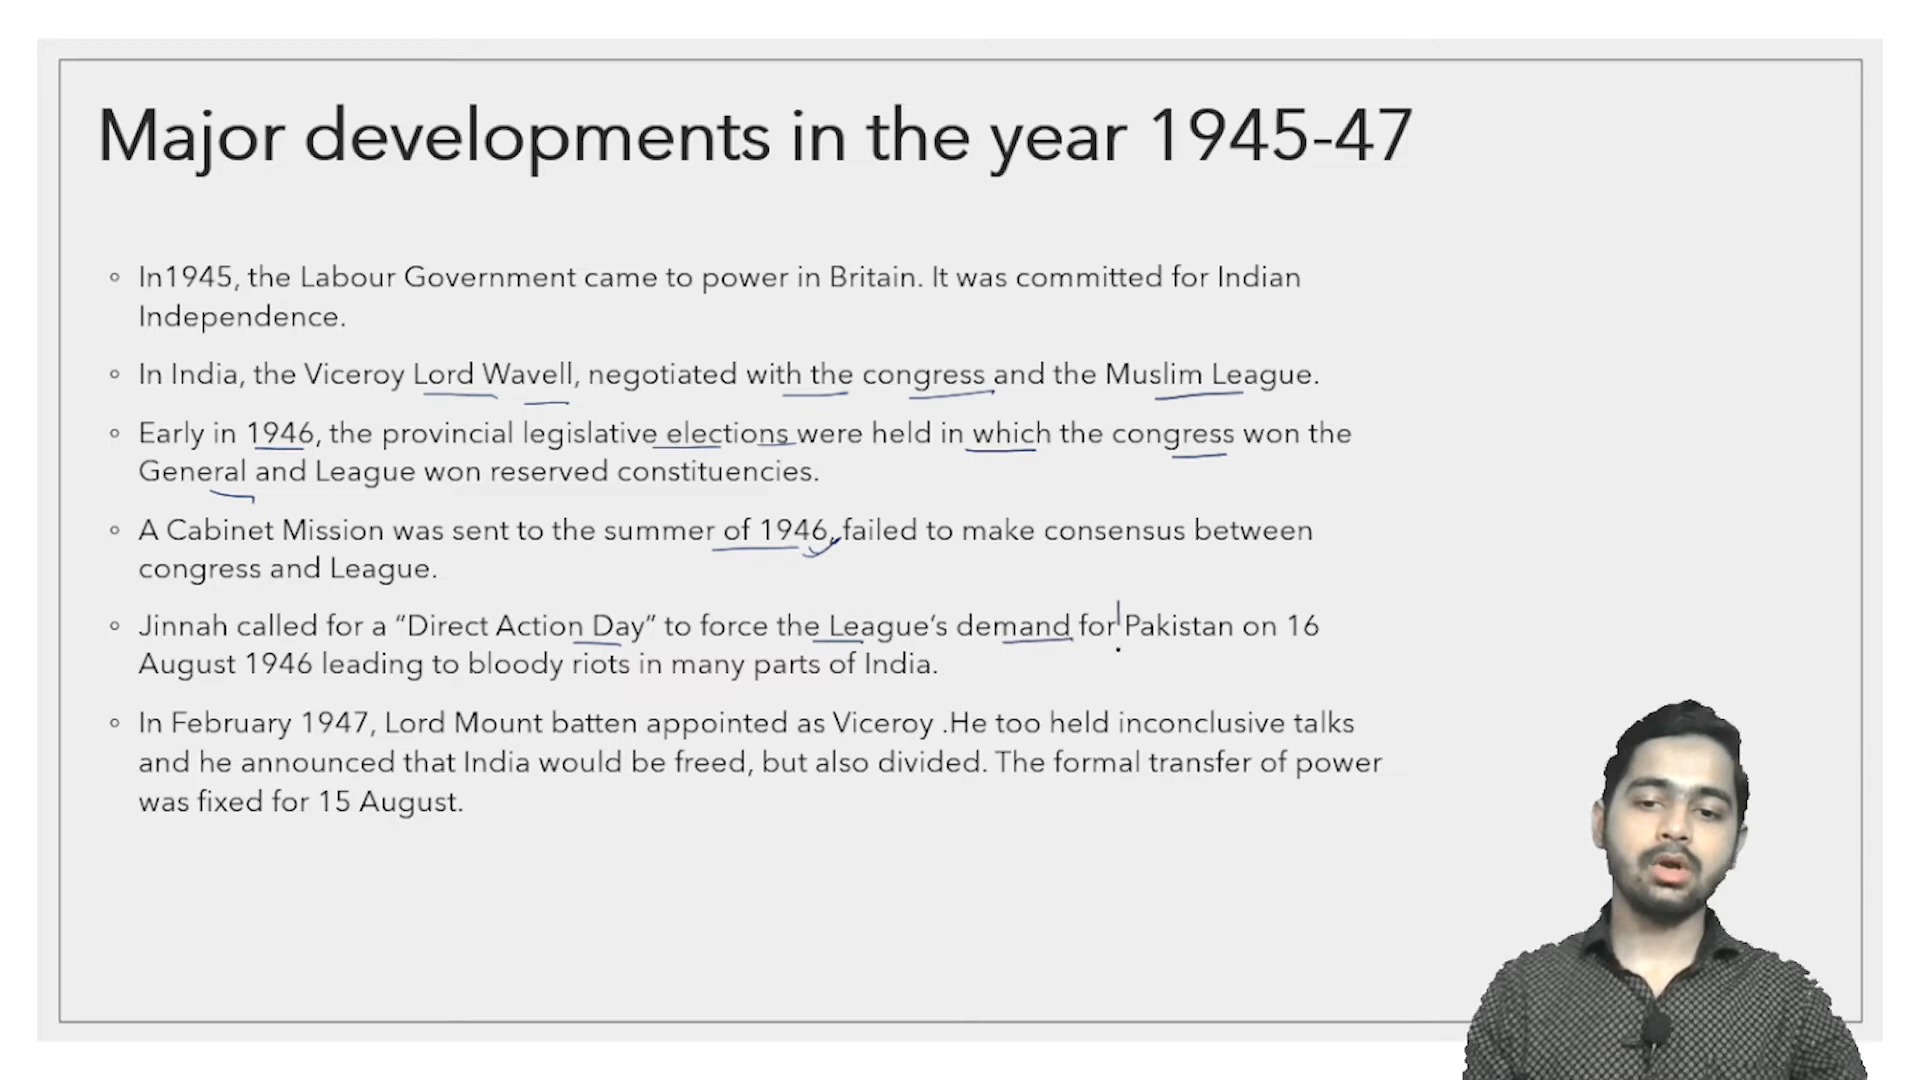 Major developments in the year 1945-47
◦ In1945, the Labour Government came to power in Britain. It was committed for Indian
Independence.
◦ In India, the Viceroy Lord Wavell, negotiated with the congress and the Muslim League.
◦ Early in 1946, the provincial legislative elections were held in which the congress won the
General and League won reserved constituencies.
◦ A Cabinet Mission was sent to the summer of 1946, failed to make consensus between
congress and League.
◦ Jinnah called for a “Direct Action Day” to force the League’s demand for Pakistan on 16
August 1946 leading to bloody riots in many parts of India.
◦ In February 1947, Lord Mount batten appointed as Viceroy .He too held inconclusive talks
and he announced that India would be freed, but also divided. The formal transfer of power
was fixed for 15 August.